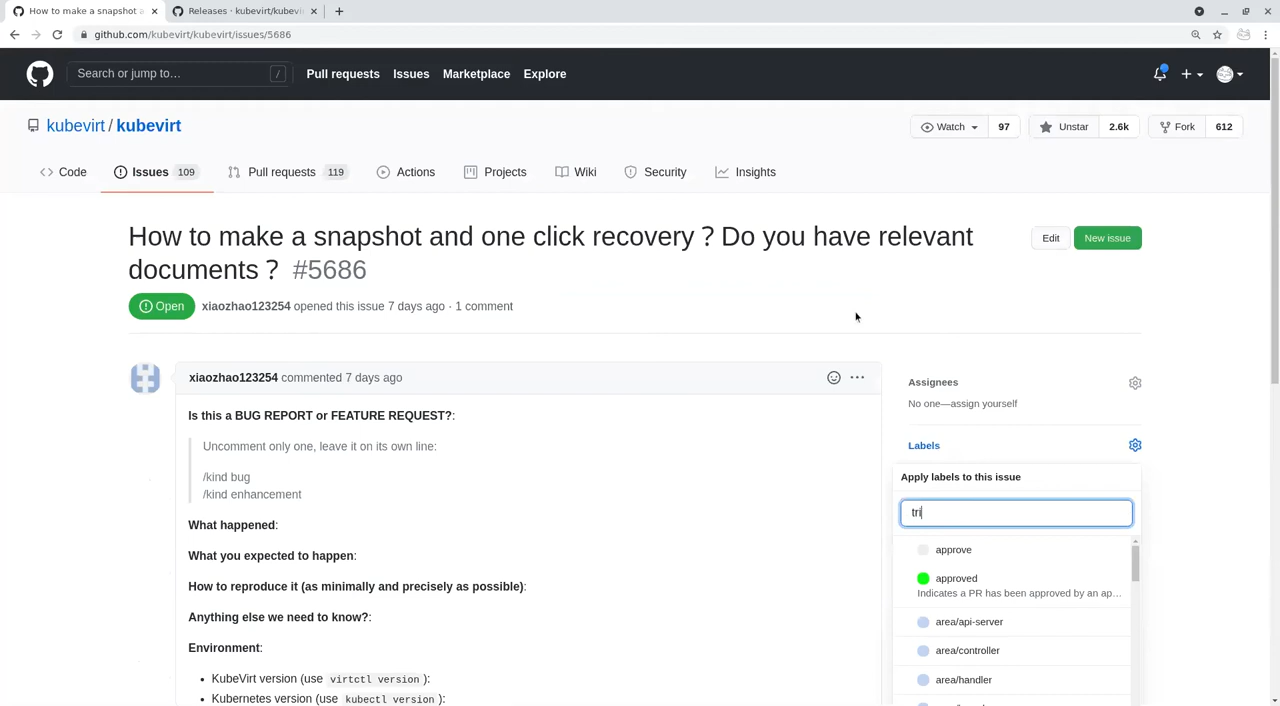 How to make a snapshot a
Releases · kubevirt/kubevi
github.com/kubevirt/kubevirt/issues/5686
Search or jump to…
/
Pull requests
Issues
Marketplace
Explore
kubevirt / kubevirt
Watch
97
Unstar
2.6k
Fork
612
Code
Issues 109
Pull requests 119
Actions
Projects
Wiki
Security
Insights
How to make a snapshot and one click recovery？Do you have relevant
documents？ #5686
Edit
New issue
Open
xiaozhao123254 opened this issue 7 days ago · 1 comment
xiaozhao123254 commented 7 days ago
Is this a BUG REPORT or FEATURE REQUEST?:
Uncomment only one, leave it on its own line:
/kind bug
/kind enhancement
What happened:
What you expected to happen:
How to reproduce it (as minimally and precisely as possible):
Anything else we need to know?:
Environment:
• KubeVirt version (use virtctl version ):
• Kubernetes version (use kubectl version ):
Assignees
No one—assign yourself
Labels
Apply labels to this issue
tri
approve
approved
Indicates a PR has been approved by an ap…
area/api-server
area/controller
area/handler